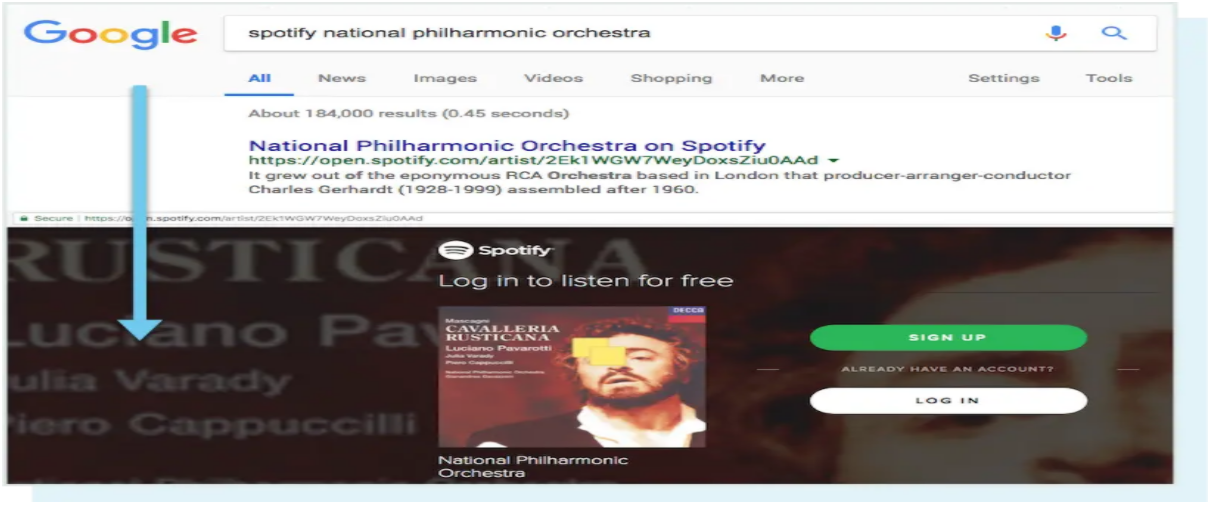 Google
spotify national philharmonic orchestra
All News Images Videos Shopping More Settings Tools
About 184,000 results (0.45 seconds)
National Philharmonic Orchestra on Spotify
https://open.spotify.com/artist/2Ek1WGW7WeyDoxsZiu0AAd
It grew out of the eponymous RCA Orchestra based in London that producer-arranger-conductor
Charles Gerhardt (1928-1999) assembled after 1960.
Secure https://open.spotify.com/artist/2Ek1WGW7WeyDoxsZiu0AAd
RUSTICANA
Luciano Pav
ulia Varady
iero Cappuccilli
Spotify
Log in to listen for free
DECCA
Mascagni
CAVALLERIA
RUSTICANA
Luciano Pavarotti
Julia Varady
Piero Cappuccilli
National Philharmonic Orchestra
National Philharmonic
Orchestra
SIGN UP
ALREADY HAVE AN ACCOUNT?
LOG IN